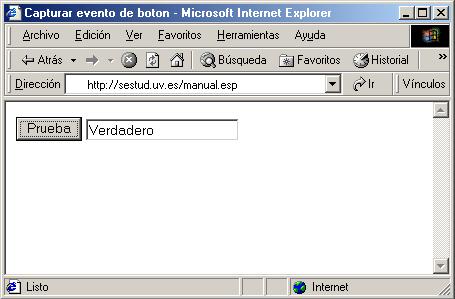 Capturar evento de boton - Microsoft Internet Explorer
Archivo Edición Ver Favoritos Herramientas Ayuda
Atrás Búsqueda Favoritos Historial »
Dirección http://sestud.uv.es/manual.esp Ir Vínculos
Prueba Verdadero
Listo Internet